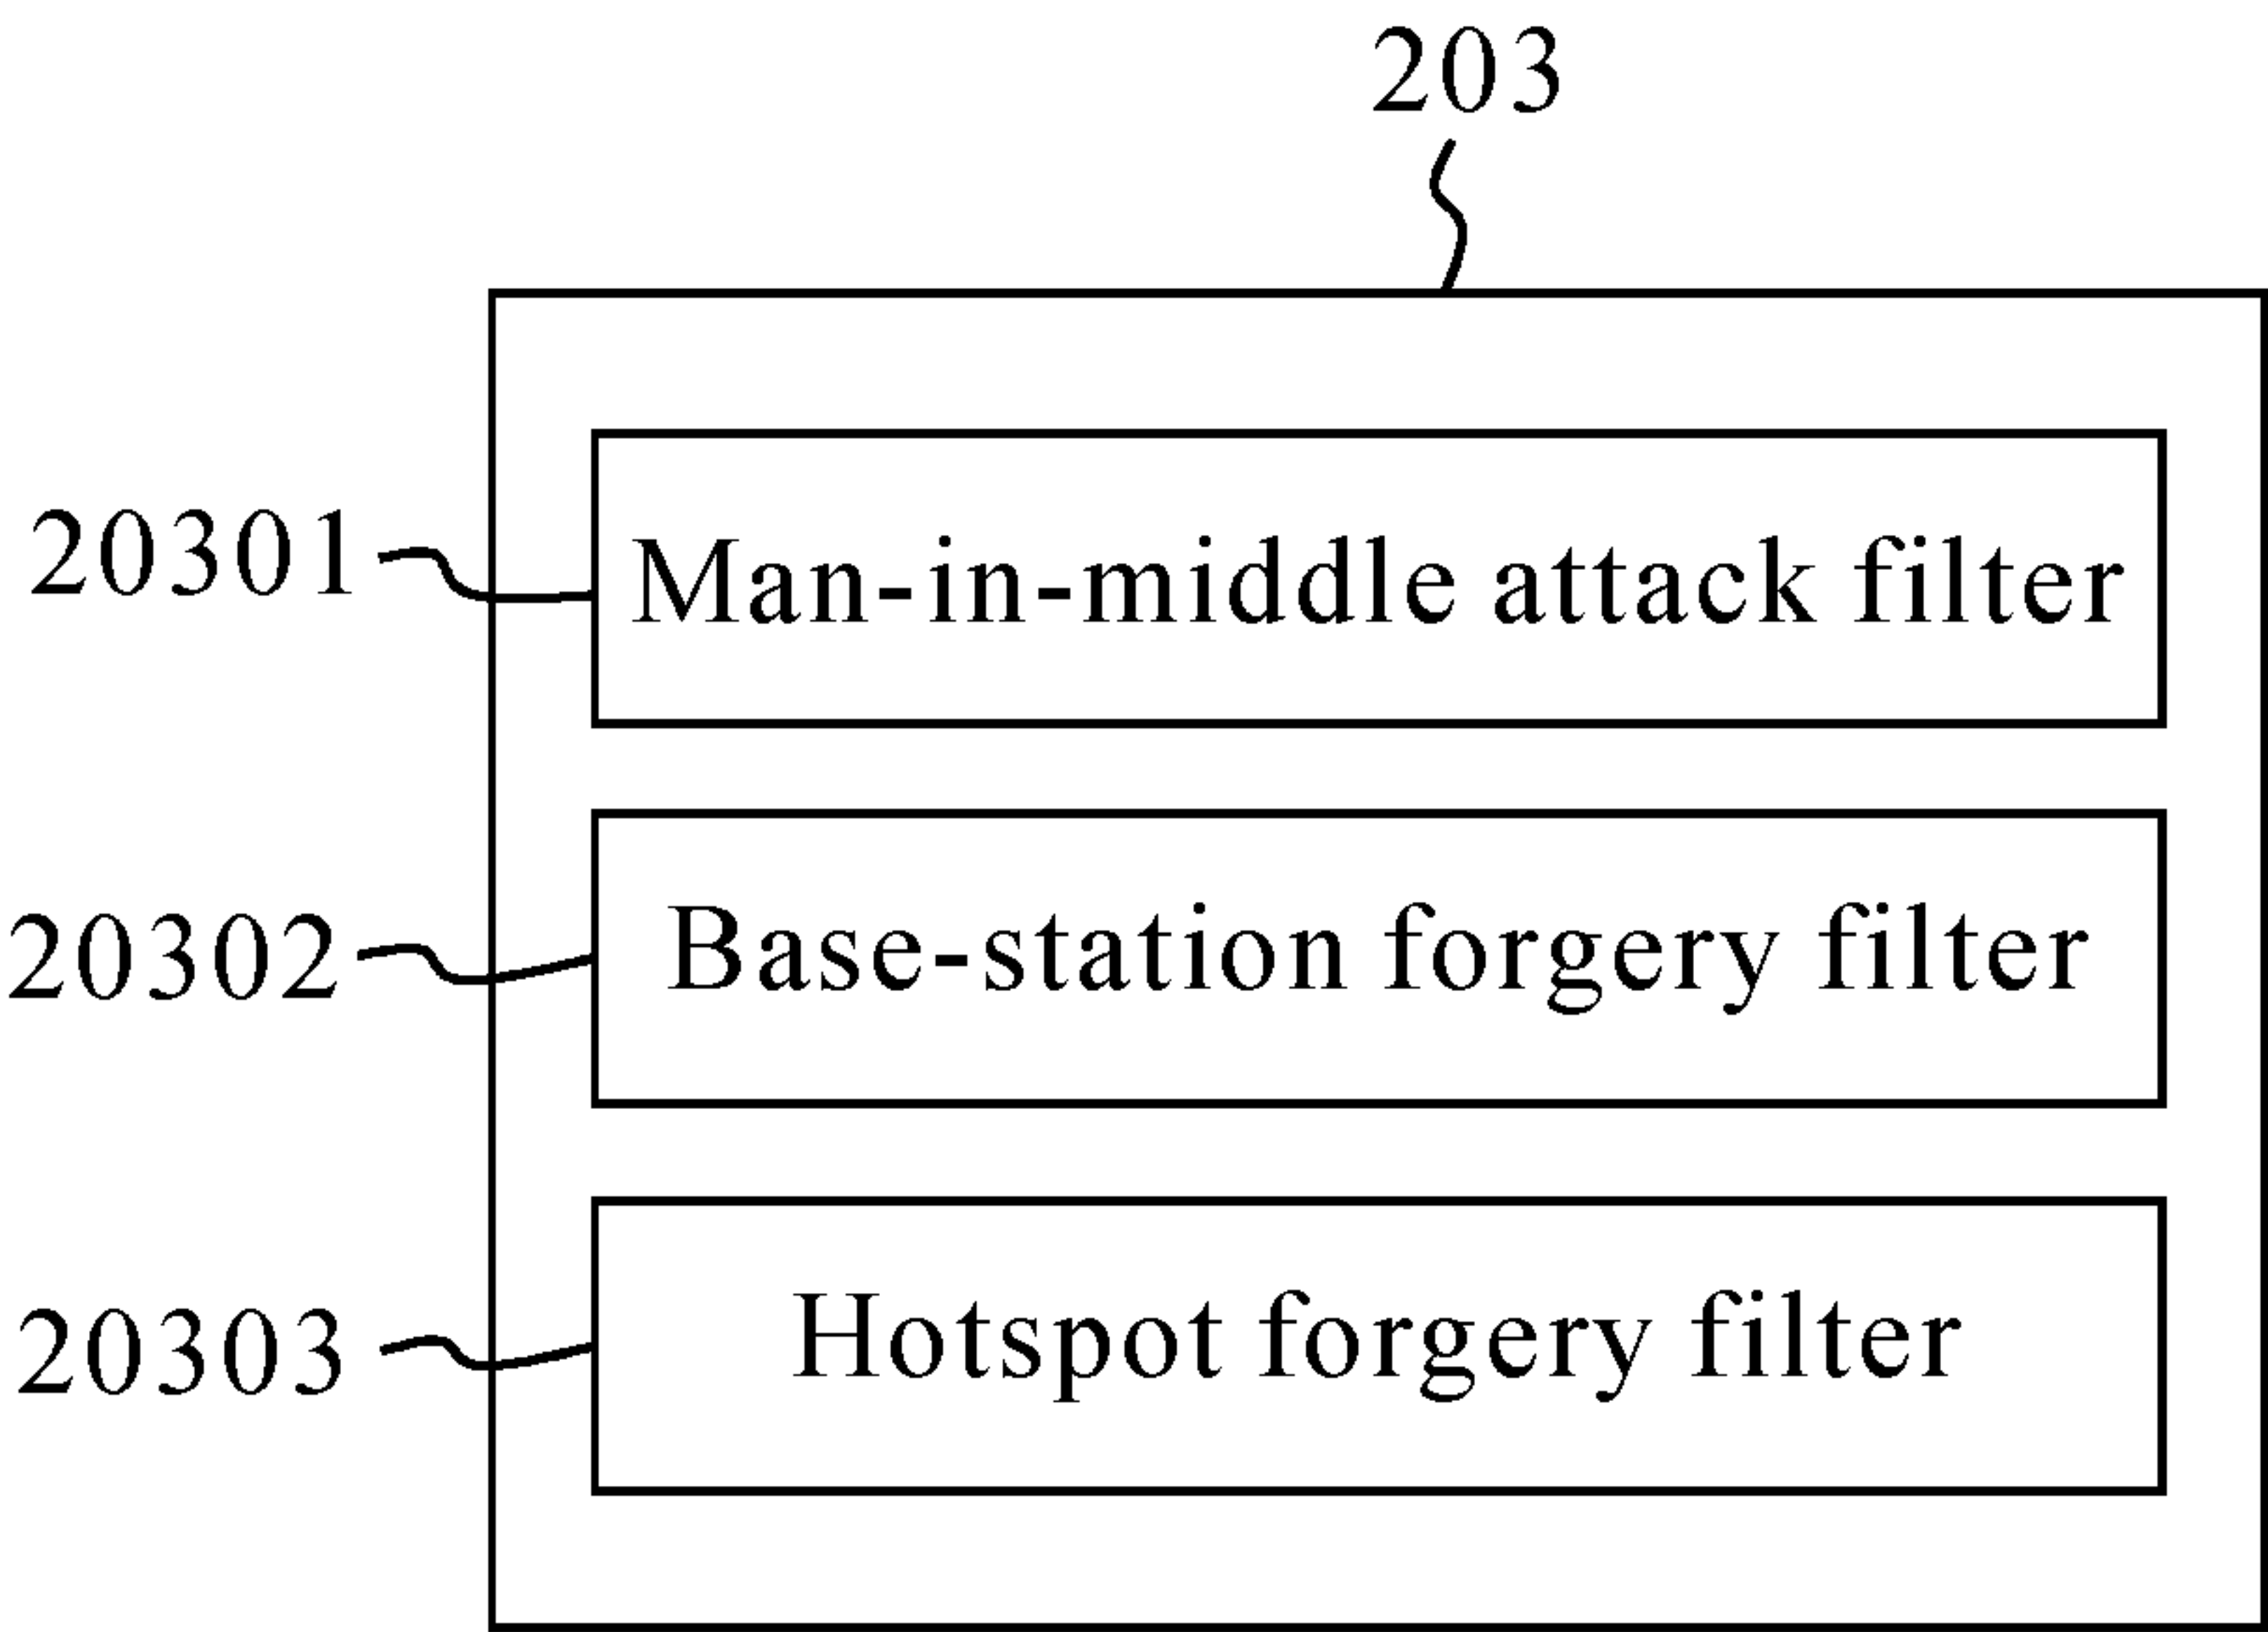 203
20301
Man-in-middle attack filter
20302
Base-station forgery filter
20303
Hotspot forgery filter